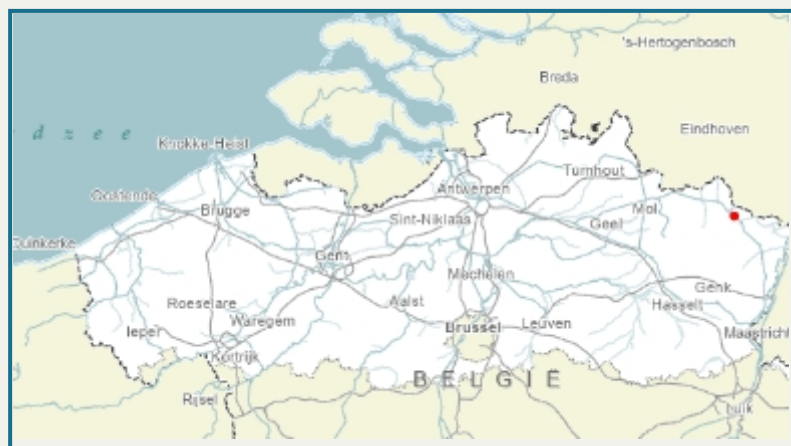 's-Hertogenbosch
Breda
dzee
Eindhoven
Knokke-Heist
Turnhout
Antwerpen
Oostende
Brugge
Mol
Sint-Niklaas
Geel
Duinkerke
Gent
Mechelen
Genk
Roeselare
Aalst
Hasselt
Waregem
Brussel
Leuven
Ieper
Maastricht
Kortrijk
BELGIË
Rijsel
Luik